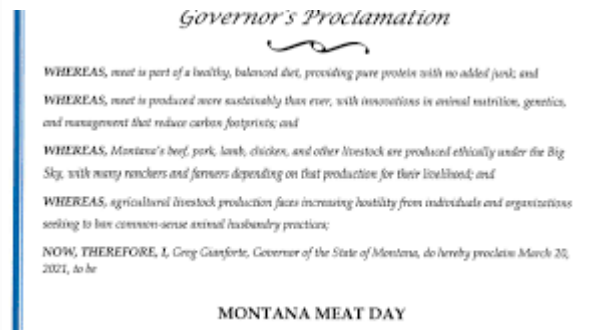 Governor's Proclamation
WHEREAS, meat is part of a healthy, balanced diet, providing pure protein with no added junk; and
WHEREAS, meat is produced more sustainably than ever, with innovations in animal nutrition, genetics,
and management that reduce carbon footprints; and
WHEREAS, Montana's beef, pork, lamb, chicken, and other livestock are produced ethically under the Big
Sky, with many ranchers and farmers depending on that production for their livelihood; and
WHEREAS, agricultural livestock production faces increasing hostility from individuals and organizations
seeking to ban common-sense animal husbandry practices;
NOW, THEREFORE, I, Greg Gianforte, Governor of the State of Montana, do hereby proclaim March 20,
2021, to be
MONTANA MEAT DAY